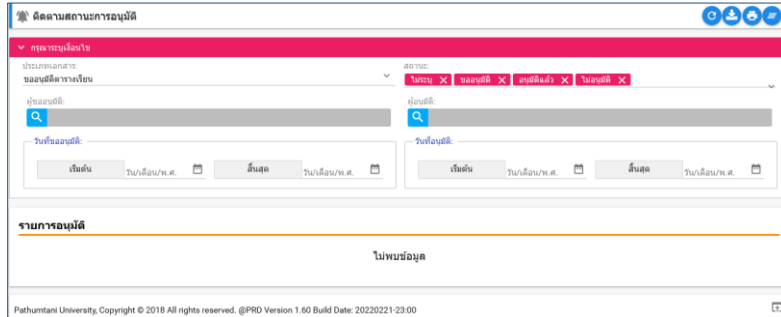 ติดตามสถานะการอนุมัติ
กรุณาระบุเงื่อนไข
ประเภทเอกสาร:
ขออนุมัติตารางเรียน
สถานะ:
ไม่ระบุ X ขออนุมัติ X อนุมัติแล้ว X ไม่อนุมัติ X
ผู้ขออนุมัติ:
ผู้อนุมัติ:
วันที่ขออนุมัติ:
เริ่มต้น วัน/เดือน/พ.ศ. สิ้นสุด วัน/เดือน/พ.ศ.
วันที่อนุมัติ:
เริ่มต้น วัน/เดือน/พ.ศ. สิ้นสุด วัน/เดือน/พ.ศ.
รายการอนุมัติ
ไม่พบข้อมูล
Pathumtani University, Copyright © 2018 All rights reserved. @PRD Version 1.60 Build Date: 20220221-23:00